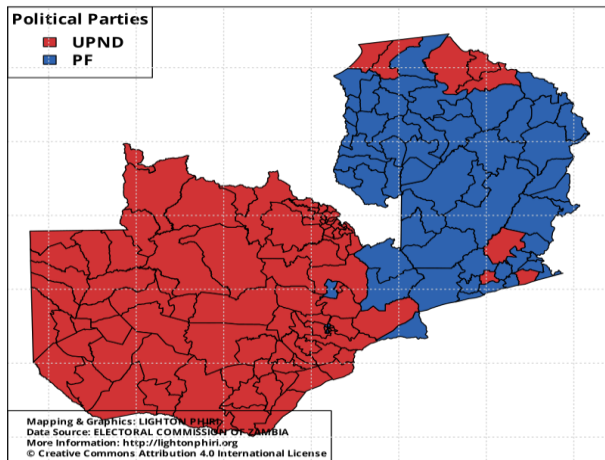 Political Parties
UPND
PF
Mapping & Graphics: LIGHTON PHIRI
Data Source: ELECTORAL COMMISSION OF ZAMBIA
More Information: http://lightonphiri.org
© Creative Commons Attribution 4.0 International License